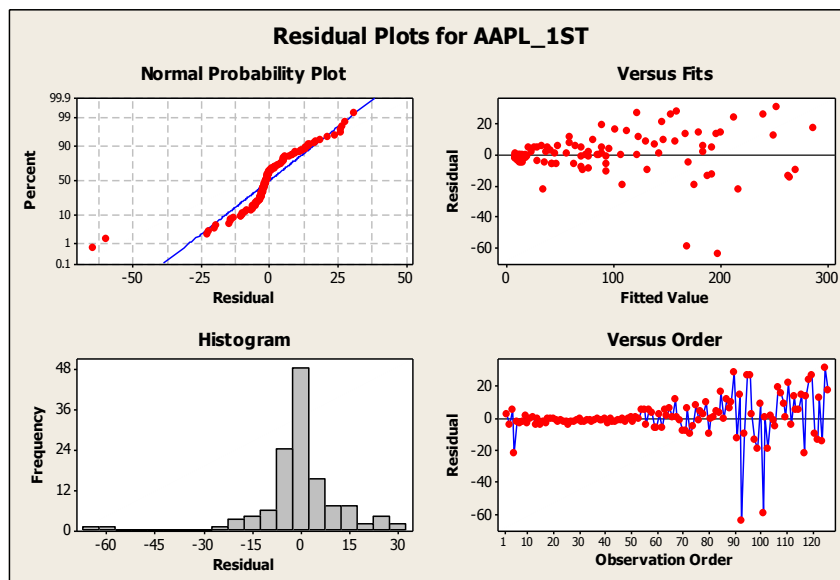 Residual Plots for AAPL_1ST
Normal Probability Plot
99.9
99
90
50
10
1
0.1
Percent
-50 -25 0 25 50
Residual
Versus Fits
20
0
-20
-40
-60
Residual
0 100 200 300
Fitted Value
Histogram
48
36
24
12
0
Frequency
-60 -45 -30 -15 0 15 30
Residual
Versus Order
20
0
-20
-40
-60
Residual
1 10 20 30 40 50 60 70 80 90 100 110 120
Observation Order